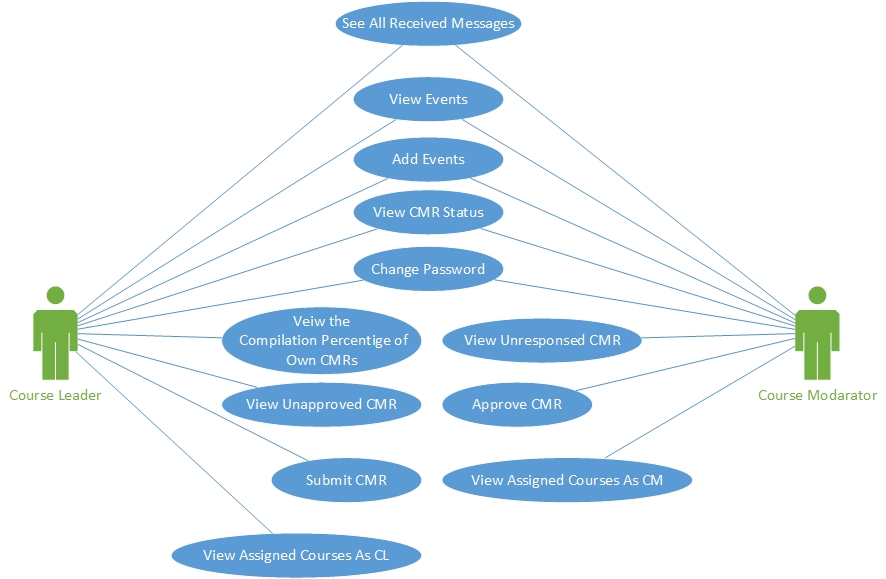 See All Received Messages
View Events
Add Events
View CMR Status
Change Password
Veiw the
Compilation Percentige of
Own CMRs
View Unresponsed CMR
Course Leader
Course Modarator
View Unapproved CMR
Approve CMR
Submit CMR
View Assigned Courses As CM
View Assigned Courses As CL